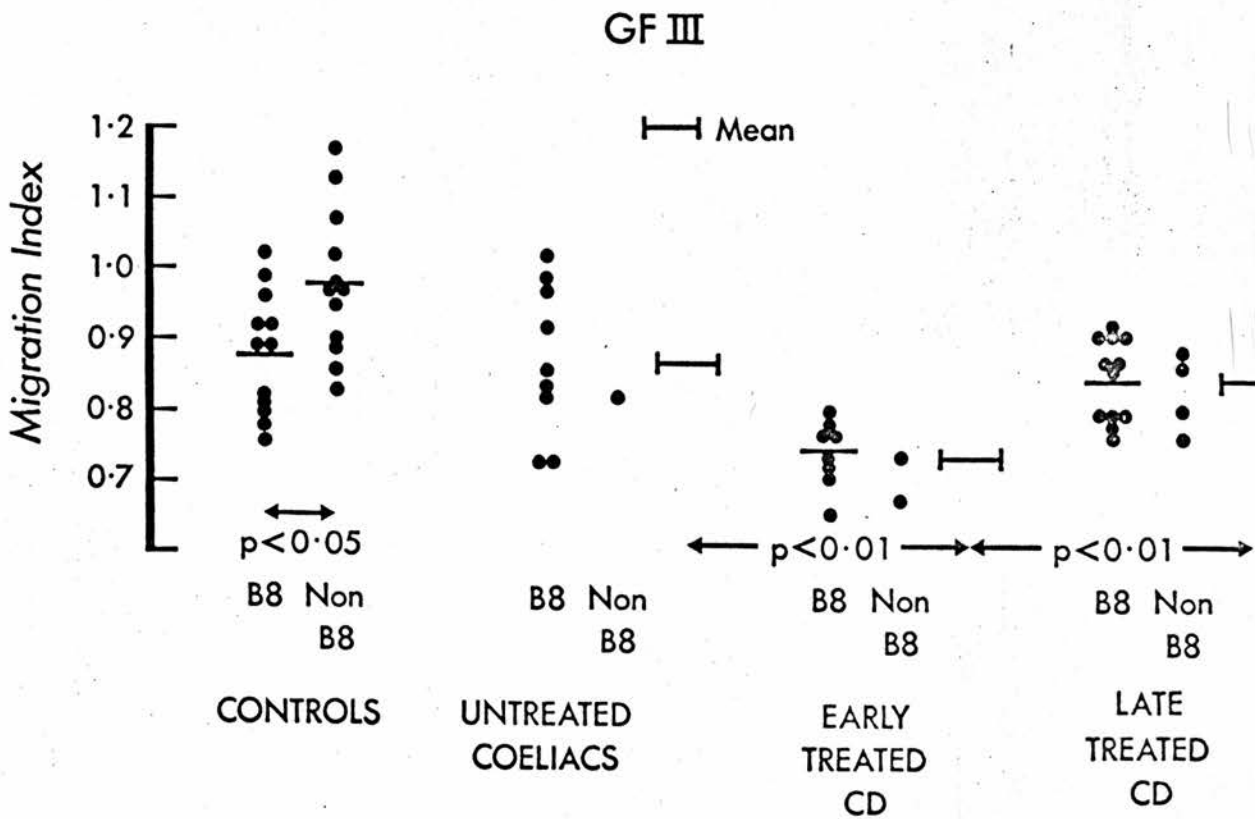 GF III
Mean
Migration Index
1·2
1·1
1·0
0·9
0·8
0·7
p<0·05
p<0·01
p<0·01
B8 Non
B8
B8 Non
B8
B8 Non
B8
B8 Non
B8
CONTROLS
UNTREATED
COELIACS
EARLY
TREATED
CD
LATE
TREATED
CD